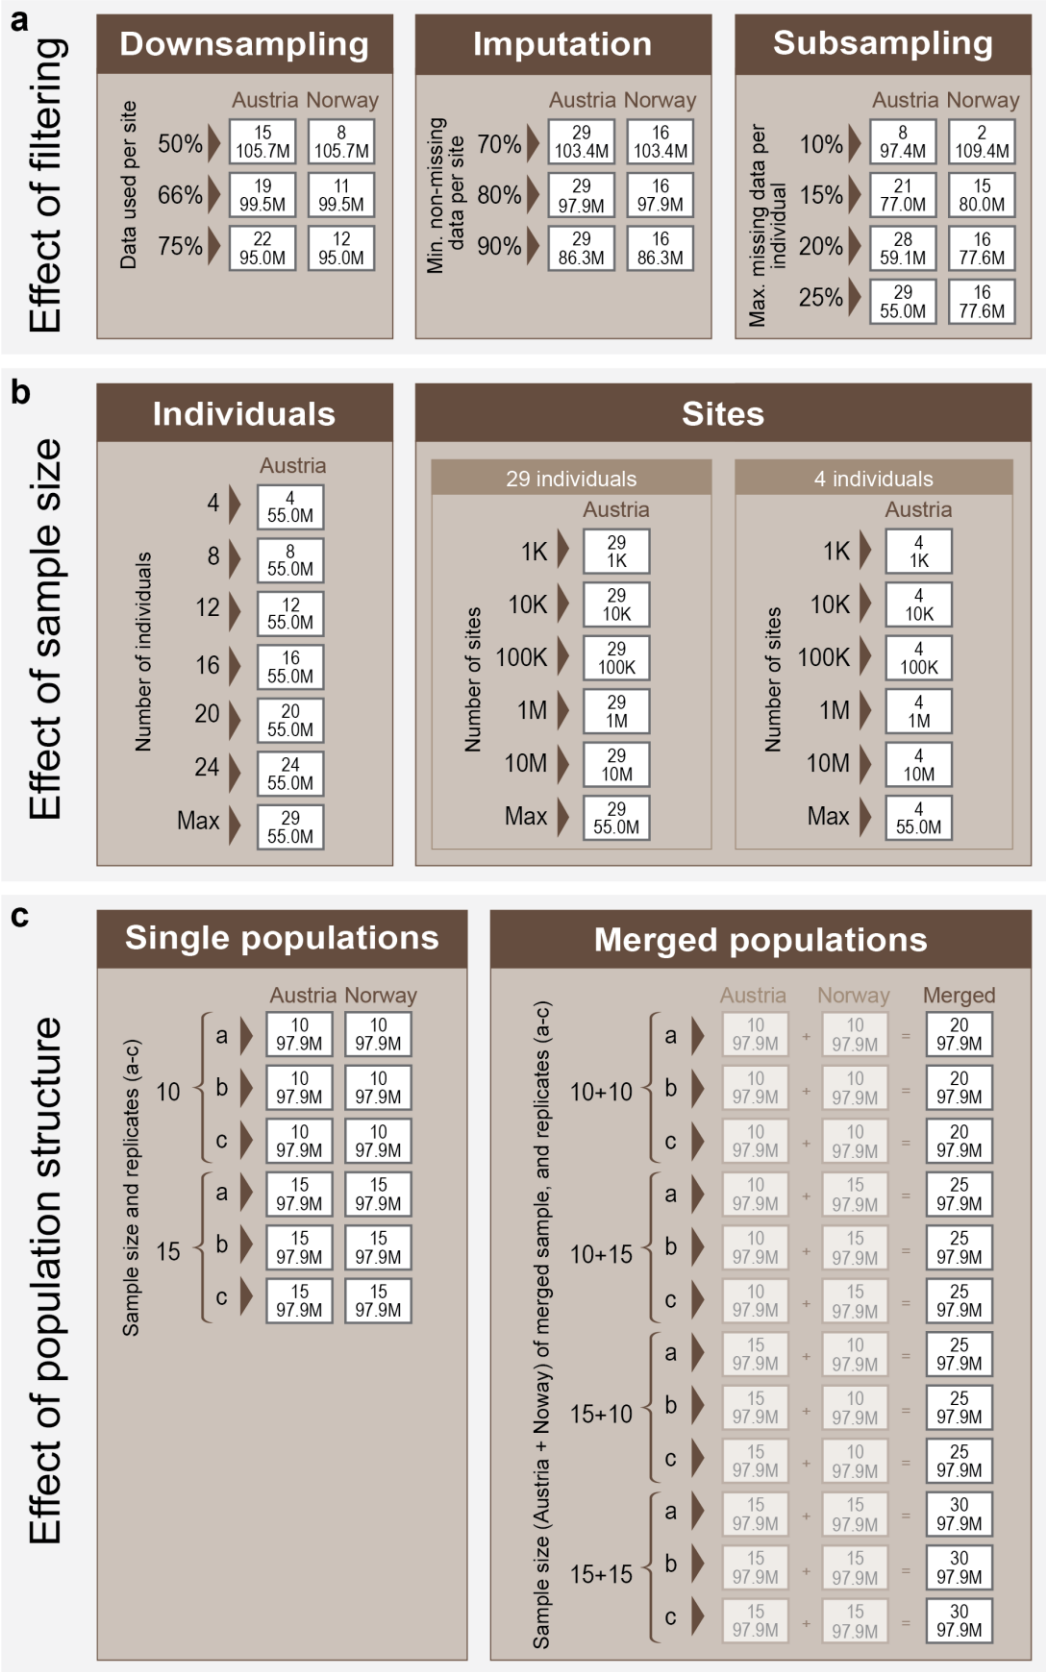 a
Effect of filtering
Downsampling
Data used per site
Austria Norway
50% 15 105.7M 8 105.7M
66% 19 99.5M 11 99.5M
75% 22 95.0M 12 95.0M
Imputation
Min. non-missing
data per site
Austria Norway
70% 29 103.4M 16 103.4M
80% 29 97.9M 16 97.9M
90% 29 86.3M 16 86.3M
Subsampling
Max. missing data per
individual
Austria Norway
10% 8 97.4M 2 109.4M
15% 21 77.0M 15 80.0M
20% 28 59.1M 16 77.6M
25% 29 55.0M 16 77.6M
b
Effect of sample size
Individuals
Number of individuals
Austria
4 4 55.0M
8 8 55.0M
12 12 55.0M
16 16 55.0M
20 20 55.0M
24 24 55.0M
Max 29 55.0M
Sites
29 individuals
Number of sites
Austria
1K 29 1K
10K 29 10K
100K 29 100K
1M 29 1M
10M 29 10M
Max 29 55.0M
4 individuals
Number of sites
Austria
1K 4 1K
10K 4 10K
100K 4 100K
1M 4 1M
10M 4 10M
Max 4 55.0M
c
Effect of population structure
Single populations
Sample size and replicates (a-c)
Austria Norway
10
a 10 97.9M 10 97.9M
b 10 97.9M 10 97.9M
c 10 97.9M 10 97.9M
15
a 15 97.9M 15 97.9M
b 15 97.9M 15 97.9M
c 15 97.9M 15 97.9M
Merged populations
Sample size (Austria + Noway) of merged sample, and replicates (a-c)
Austria Norway Merged
10+10
a 10 97.9M + 10 97.9M = 20 97.9M
b 10 97.9M + 10 97.9M = 20 97.9M
c 10 97.9M + 10 97.9M = 20 97.9M
10+15
a 10 97.9M + 15 97.9M = 25 97.9M
b 10 97.9M + 15 97.9M = 25 97.9M
c 10 97.9M + 15 97.9M = 25 97.9M
15+10
a 15 97.9M + 10 97.9M = 25 97.9M
b 15 97.9M + 10 97.9M = 25 97.9M
c 15 97.9M + 10 97.9M = 25 97.9M
15+15
a 15 97.9M + 15 97.9M = 30 97.9M
b 15 97.9M + 15 97.9M = 30 97.9M
c 15 97.9M + 15 97.9M = 30 97.9M